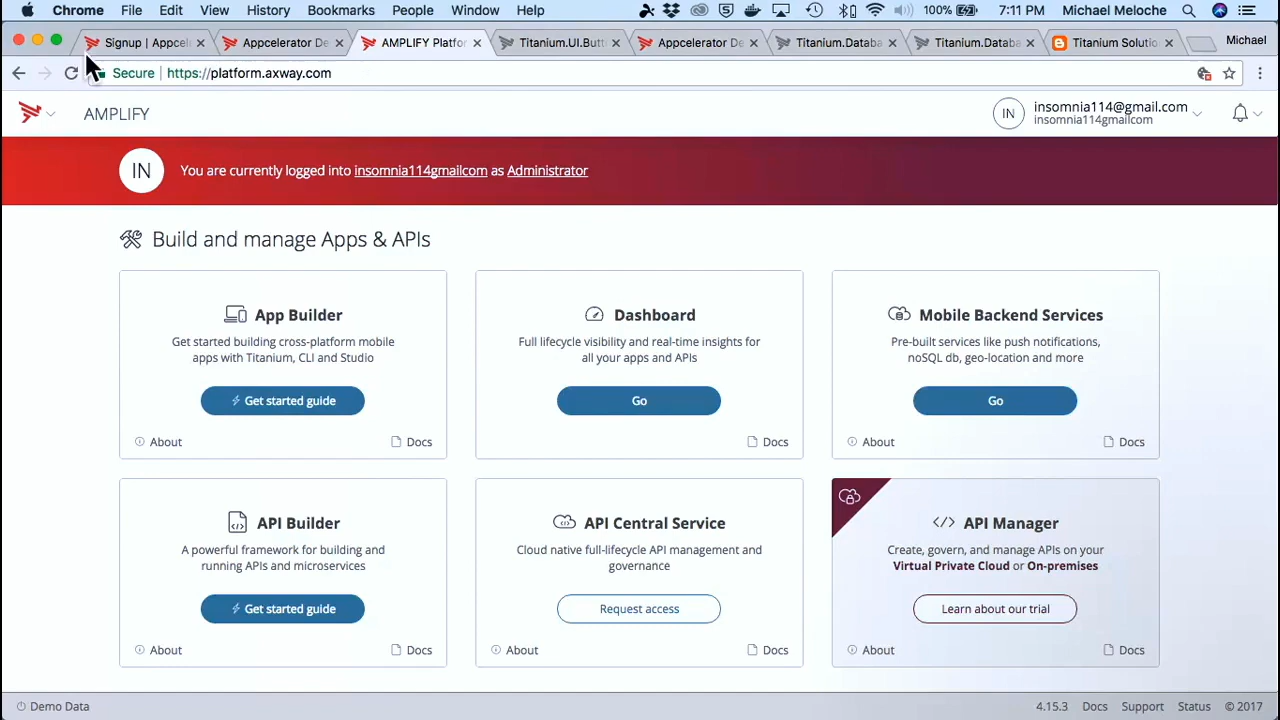 Chrome File Edit View History Bookmarks People Window Help 100% 7:11 PM Michael Meloche
Signup | Appcel Appcelerator De AMPLIFY Platfor Titanium.UI.Butt Appcelerator De Titanium.Databa Titanium.Databa Titanium Solutio Michael
Secure https://platform.axway.com
AMPLIFY IN insomnia114@gmail.com
insomnia114gmailcom
IN You are currently logged into insomnia114gmailcom as Administrator
Build and manage Apps & APIs
App Builder
Get started building cross-platform mobile
apps with Titanium, CLI and Studio
Get started guide
About Docs
Dashboard
Full lifecycle visibility and real-time insights for
all your apps and APIs
Go
Docs
Mobile Backend Services
Pre-built services like push notifications,
noSQL db, geo-location and more
Go
About Docs
API Builder
A powerful framework for building and
running APIs and microservices
Get started guide
About Docs
API Central Service
Cloud native full-lifecycle API management and
governance
Request access
About Docs
API Manager
Create, govern, and manage APIs on your
Virtual Private Cloud or On-premises
Learn about our trial
About Docs
Demo Data 4.15.3 Docs Support Status © 2017